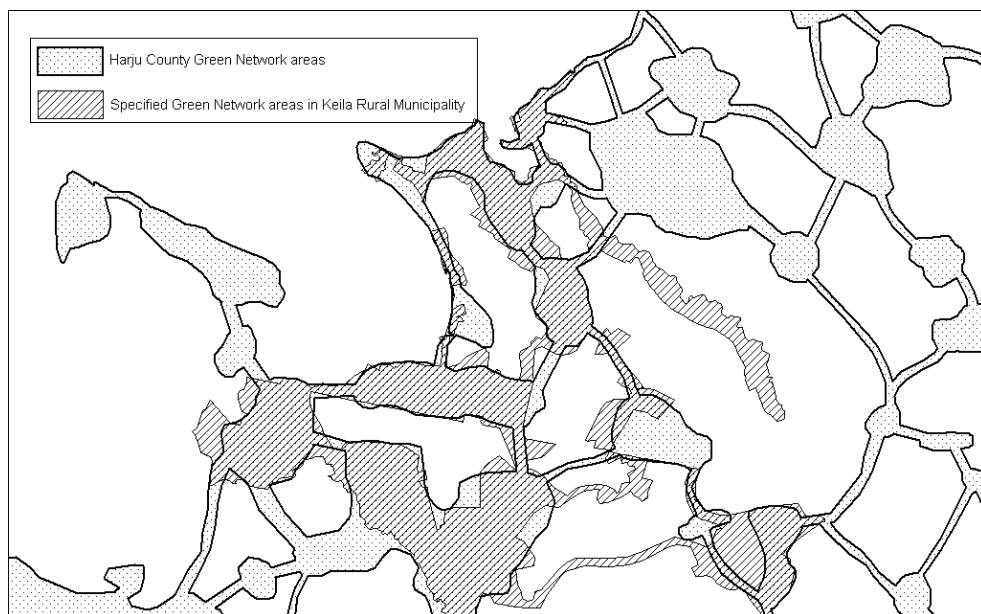 Harju County Green Network areas
Specified Green Network areas in Keila Rural Municipality